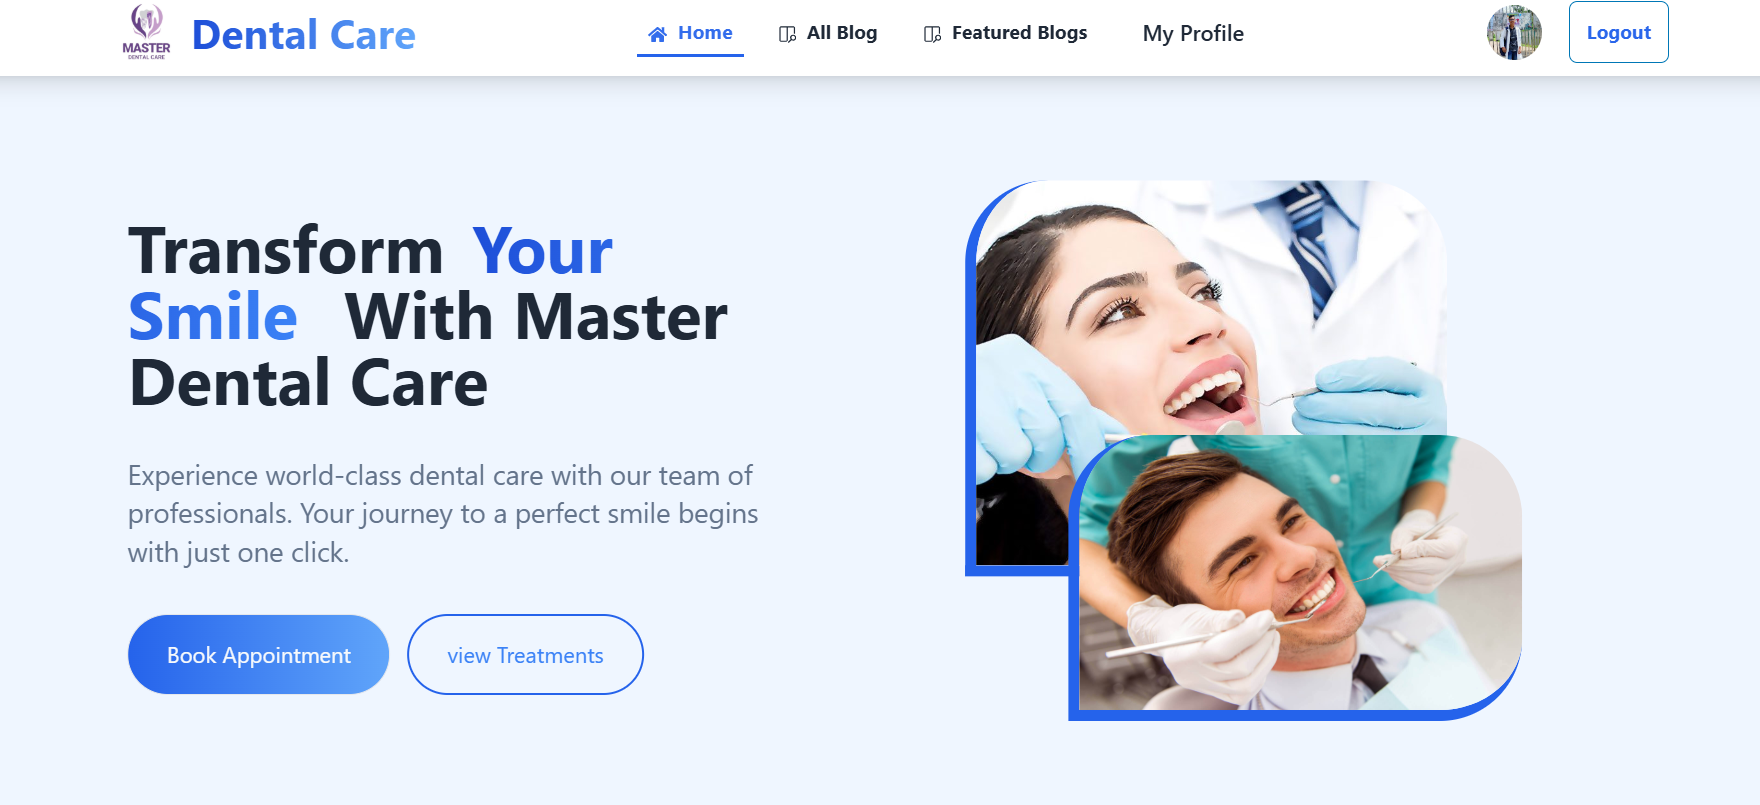 MASTER
DENTAL CARE
Dental Care
Home
All Blog
Featured Blogs
My Profile
Logout
Transform Your
Smile With Master
Dental Care
Experience world-class dental care with our team of
professionals. Your journey to a perfect smile begins
with just one click.
Book Appointment
view Treatments